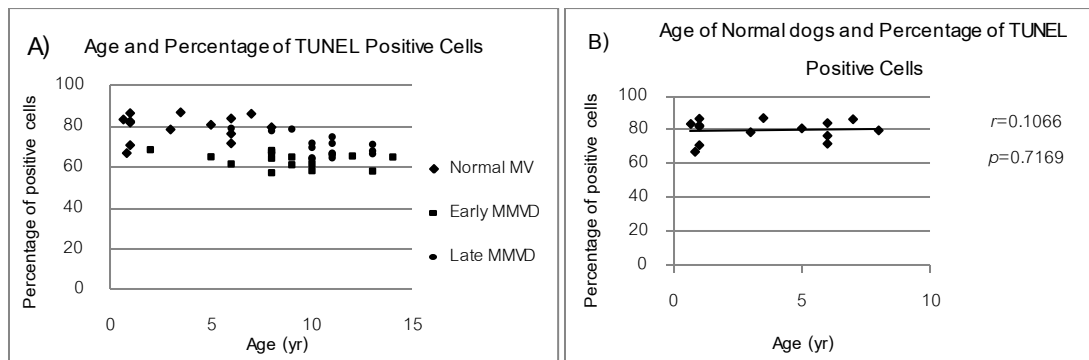 A)
Age and Percentage of TUNEL Positive Cells
Percentage of positive cells
100
80
60
40
20
0
0 5 10 15
Age (yr)
Normal MV
Early MMVD
Late MMVD
B)
Age of Normal dogs and Percentage of TUNEL
Positive Cells
Percentage of positive cells
100
80
60
40
20
0
0 5 10
Age (yr)
r=0.1066
p=0.7169